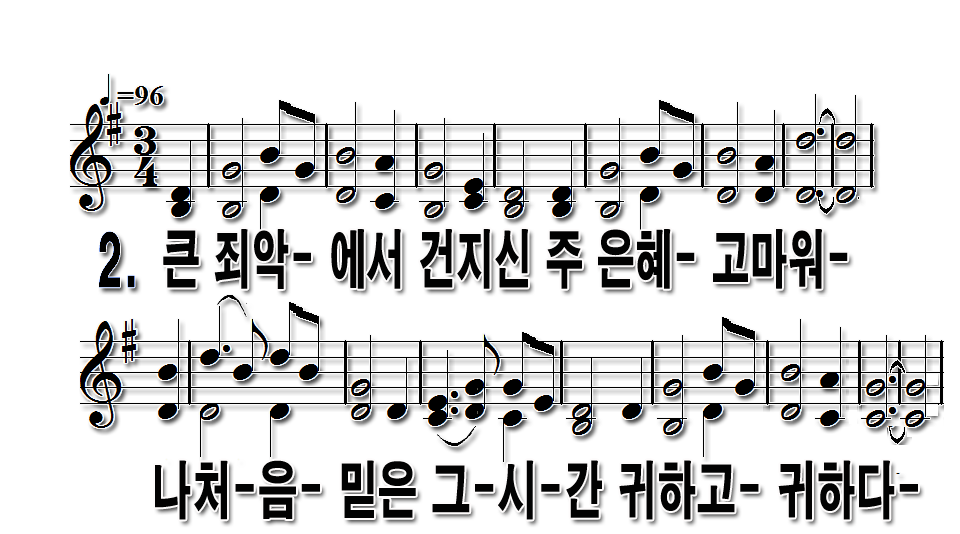 ♩=96
3
4
2. 큰 죄악- 에서 건지신 주 은혜- 고마워-
나처-음- 믿은 그-시-간 귀하고- 귀하다-